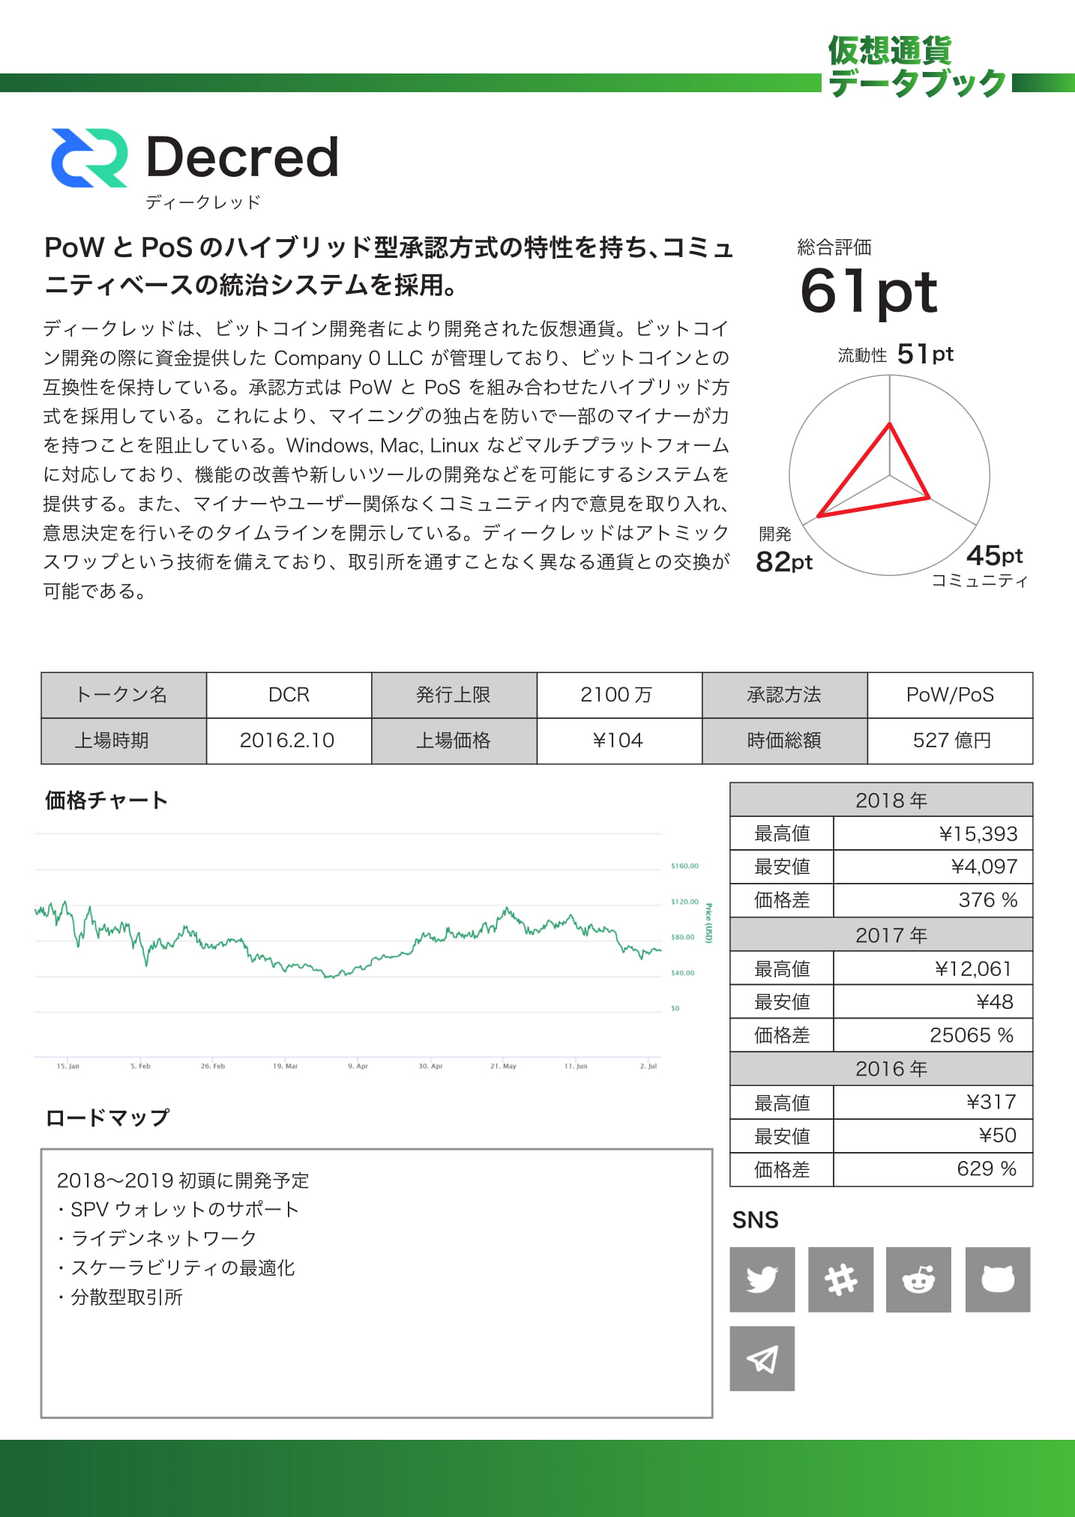 仮想通貨
データブック
Decred
ディークレッド
PoW と PoS のハイブリッド型承認方式の特性を持ち、コミュ
ニティベースの統治システムを採用。
ディークレッドは、ビットコイン開発者により開発された仮想通貨。ビットコイ
ン開発の際に資金提供した Company 0 LLC が管理しており、ビットコインとの
互換性を保持している。承認方式は PoW と PoS を組み合わせたハイブリッド方
式を採用している。これにより、マイニングの独占を防いで一部のマイナーが力
を持つことを阻止している。Windows, Mac, Linux などマルチプラットフォーム
に対応しており、機能の改善や新しいツールの開発などを可能にするシステムを
提供する。また、マイナーやユーザー関係なくコミュニティ内で意見を取り入れ、
意思決定を行いそのタイムラインを開示している。ディークレッドはアトミック
スワップという技術を備えており、取引所を通すことなく異なる通貨との交換が
可能である。
総合評価
61pt
流動性 51pt
開発
82pt
45pt
コミュニティ
トークン名 DCR 発行上限 2100 万 承認方法 PoW/PoS
上場時期 2016.2.10 上場価格 ¥104 時価総額 527 億円
価格チャート
$160.00
$120.00
$80.00
$40.00
$0
Price (USD)
15. Jan 5. Feb 26. Feb 19. Mar 9. Apr 30. Apr 21. May 11. Jun 2. Jul
2018 年
最高値 ¥15,393
最安値 ¥4,097
価格差 376 %
2017 年
最高値 ¥12,061
最安値 ¥48
価格差 25065 %
2016 年
最高値 ¥317
最安値 ¥50
価格差 629 %
ロードマップ
2018〜2019 初頭に開発予定
・SPV ウォレットのサポート
・ライデンネットワーク
・スケーラビリティの最適化
・分散型取引所
SNS